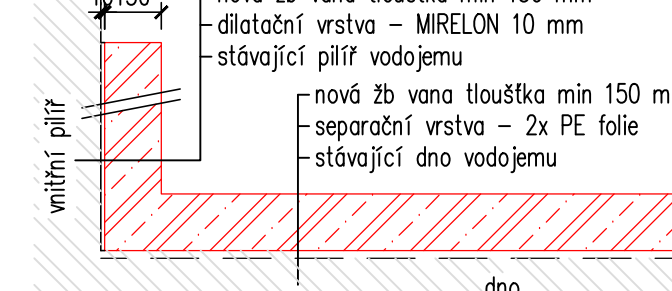 dilatační vrstva – MIRELON 10 mm
stávající pilíř vodojemu
nová žb vana tloušťka min 150 m
separační vrstva – 2x PE folie
stávající dno vodojemu
vnitřní pilíř
dno